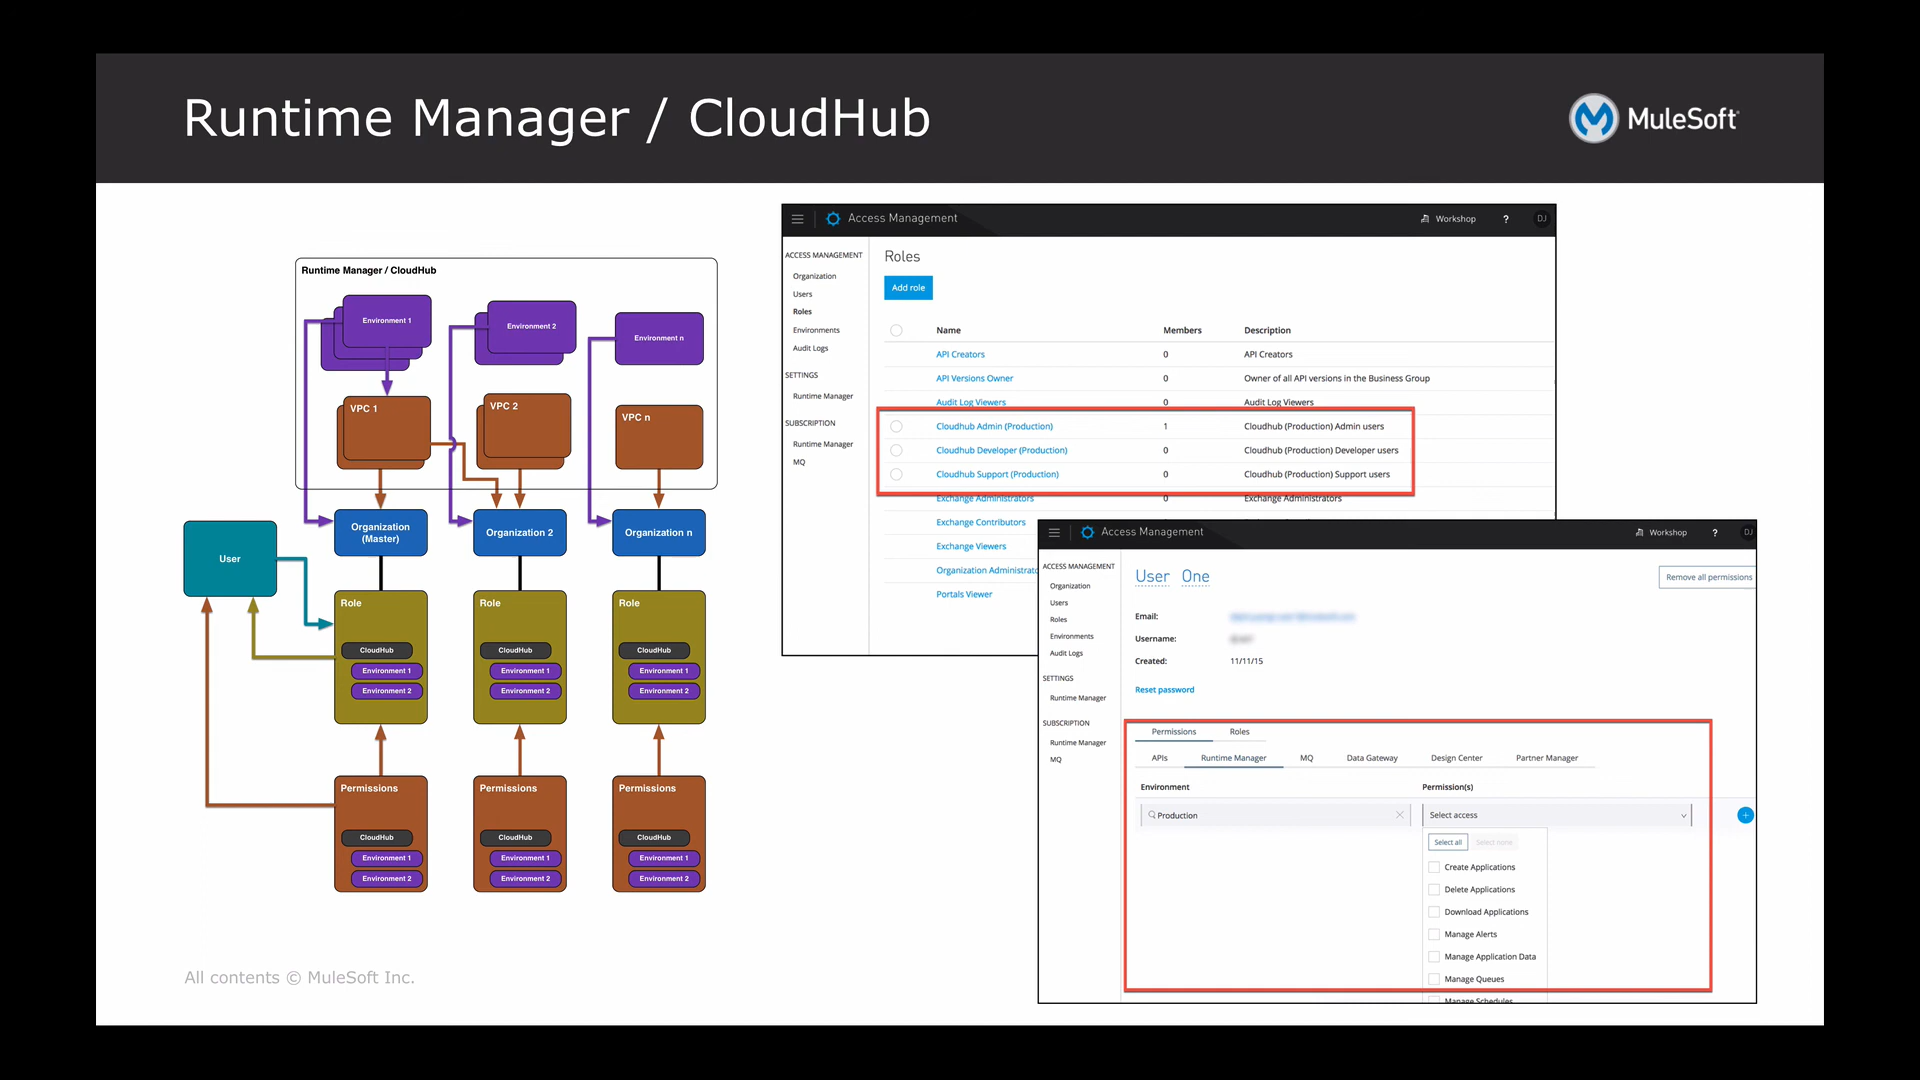 Runtime Manager / CloudHub
MuleSoft
Runtime Manager / CloudHub
Environment 1
Environment 2
Environment n
VPC 1
VPC 2
VPC n
User
Organization
(Master)
Organization 2
Organization n
Role
CloudHub
Environment 1
Environment 2
Role
CloudHub
Environment 1
Environment 2
Role
CloudHub
Environment 1
Environment 2
Permissions
CloudHub
Environment 1
Environment 2
Permissions
CloudHub
Environment 1
Environment 2
Permissions
CloudHub
Environment 1
Environment 2
Access Management
Workshop ? DJ
ACCESS MANAGEMENT
Organization
Users
Roles
Environments
Audit Logs
SETTINGS
Runtime Manager
SUBSCRIPTION
Runtime Manager
MQ
Roles
Add role
Name Members Description
API Creators 0 API Creators
API Versions Owner 0 Owner of all API versions in the Business Group
Audit Log Viewers 0 Audit Log Viewers
Cloudhub Admin (Production) 1 Cloudhub (Production) Admin users
Cloudhub Developer (Production) 0 Cloudhub (Production) Developer users
Cloudhub Support (Production) 0 Cloudhub (Production) Support users
Exchange Administrators 0 Exchange Administrators
Exchange Contributors
Exchange Viewers
Organization Administrato
Portals Viewer
Access Management
Workshop ? DJ
ACCESS MANAGEMENT
Organization
Users
Roles
Environments
Audit Logs
SETTINGS
Runtime Manager
SUBSCRIPTION
Runtime Manager
MQ
User One
Remove all permissions
Email:
Username:
Created: 11/11/15
Reset password
Permissions Roles
APIs Runtime Manager MQ Data Gateway Design Center Partner Manager
Environment Permission(s)
Production Select access
Select all Select none
Create Applications
Delete Applications
Download Applications
Manage Alerts
Manage Application Data
Manage Queues
Manage Schedules
All contents © MuleSoft Inc.